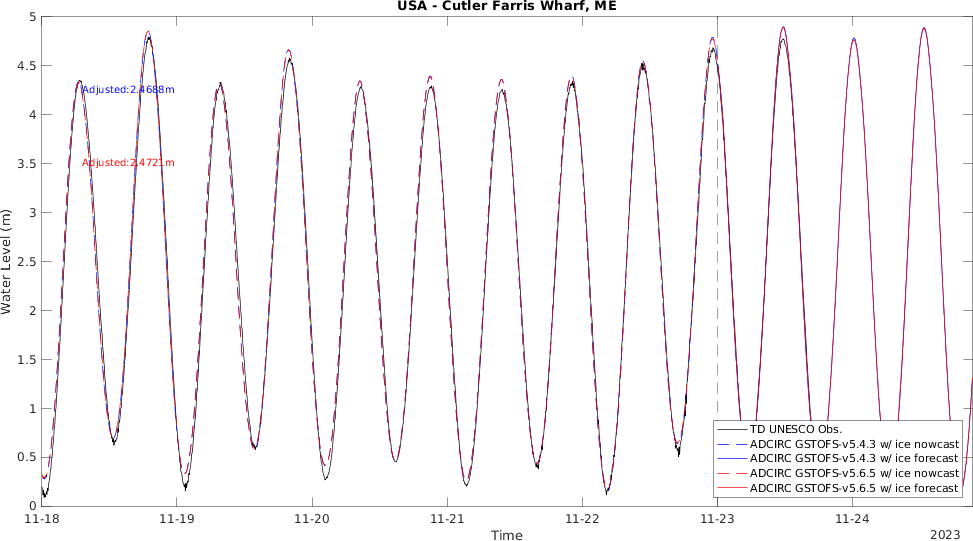 USA - Cutler Farris Wharf, ME
5
4.5
Adjusted:2.4688m
4
3.5
Adjusted:2.4721m
3
Water Level (m)
2.5
2
1.5
1
TD UNESCO Obs.
ADCIRC GSTOFS-v5.4.3 w/ ice nowcast
0.5
ADCIRC GSTOFS-v5.4.3 w/ ice forecast
ADCIRC GSTOFS-v5.6.5 w/ ice nowcast
ADCIRC GSTOFS-v5.6.5 w/ ice forecast
0
11-18 11-19 11-20 11-21 11-22 11-23 11-24
Time
2023